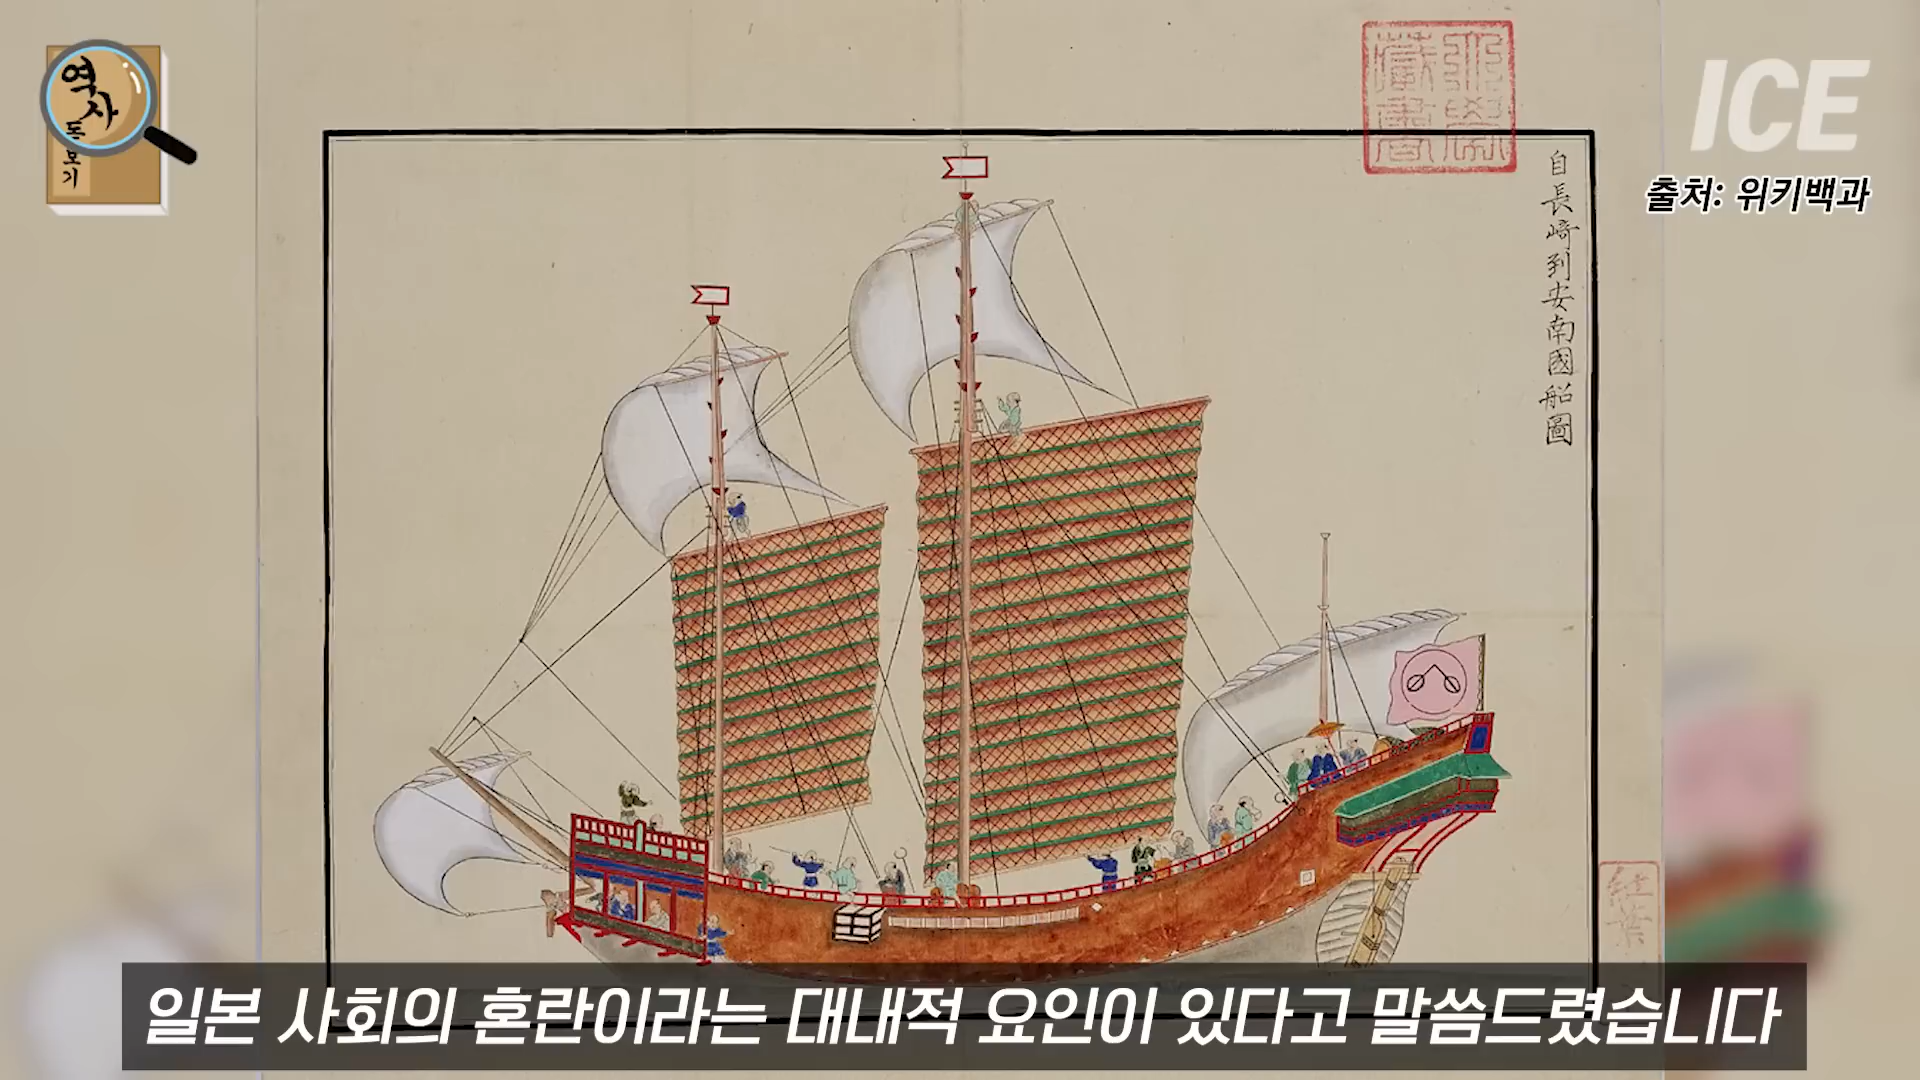 역사
돋보기
ICE
출처: 위키백과
自長崎到安南國船圖
일본 사회의 혼란이라는 대내적 요인이 있다고 말씀드렸습니다